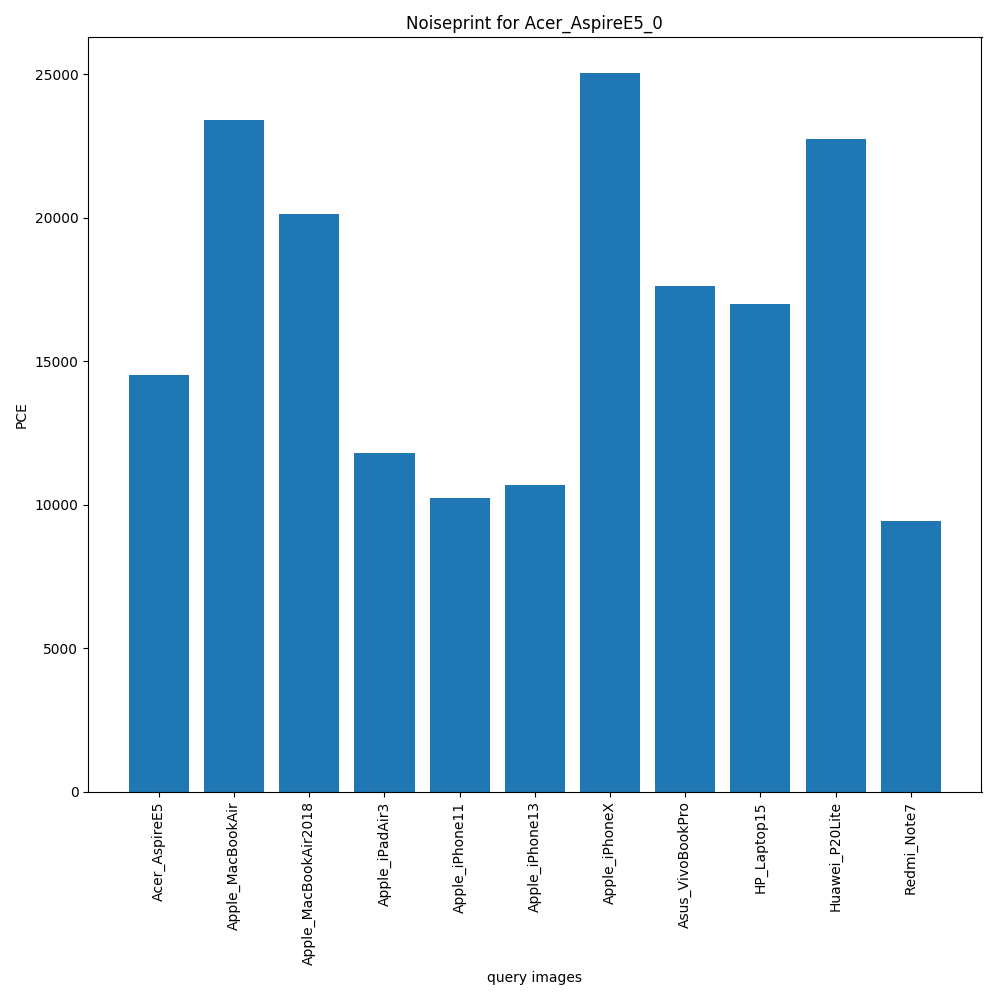 Noiseprint for Acer_AspireE5_0
PCE
25000
20000
15000
10000
5000
0
Acer_AspireE5
Apple_MacBookAir
Apple_MacBookAir2018
Apple_iPadAir3
Apple_iPhone11
Apple_iPhone13
Apple_iPhoneX
Asus_VivoBookPro
HP_Laptop15
Huawei_P20Lite
Redmi_Note7
query images